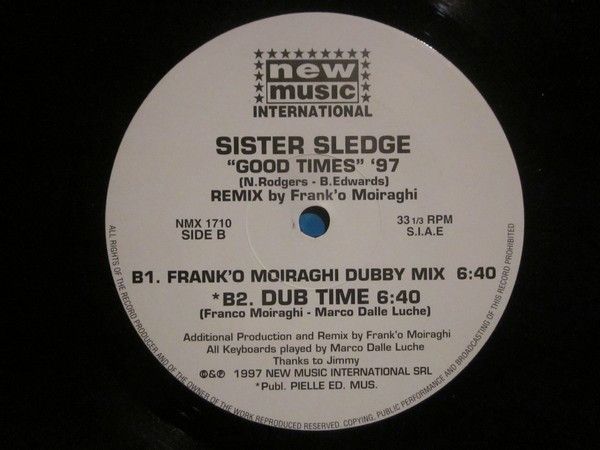 new
music
INTERNATIONAL
SISTER SLEDGE
“GOOD TIMES” ‘97
(N.Rodgers - B.Edwards)
REMIX by Frank’o Moiraghi
NMX 1710
SIDE B
33 1/3 RPM
S.I.A.E
B1. FRANK’O MOIRAGHI DUBBY MIX 6:40
*B2. DUB TIME 6:40
(Franco Moiraghi - Marco Dalle Luche)
Additional Production and Remix by Frank’o Moiraghi
All Keyboards played by Marco Dalle Luche
Thanks to Jimmy
©&℗ 1997 NEW MUSIC INTERNATIONAL SRL
*Publ. PIELLE ED. MUS.
ALL RIGHTS OF THE RECORD PRODUCER AND OF THE OWNER OF THE WORK REPRODUCED RESERVED. COPYING, PUBLIC PERFORMANCE AND BROADCASTING OF THIS RECORD PROHIBITED